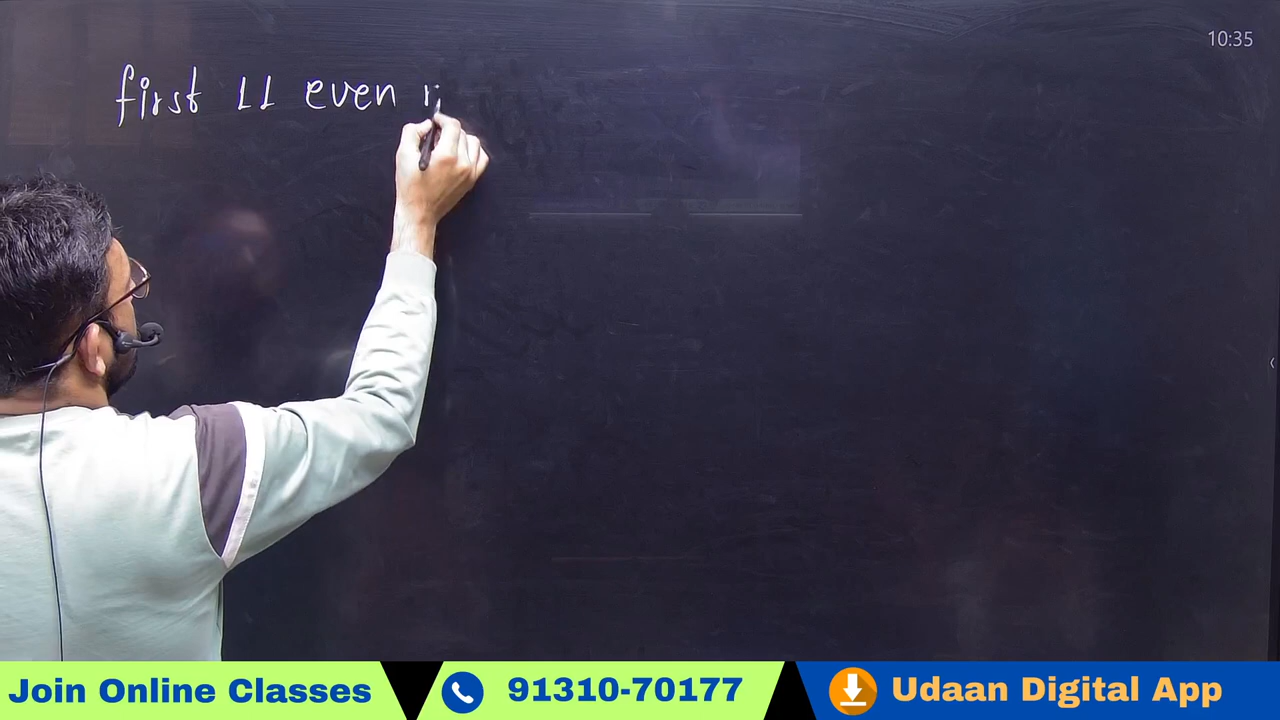 10:35
first 11 even
Join Online Classes
91310-70177
Udaan Digital App